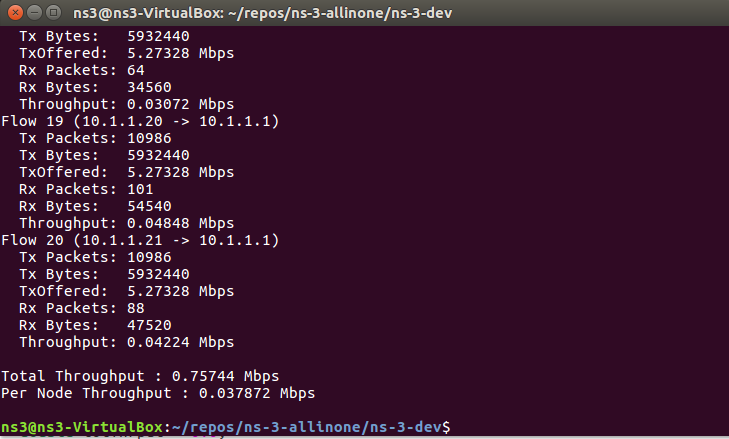 ns3@ns3-VirtualBox: ~/repos/ns-3-allinone/ns-3-dev
Tx Bytes:   5932440
TxOffered:  5.27328 Mbps
Rx Packets: 64
Rx Bytes:   34560
Throughput: 0.03072 Mbps
Flow 19 (10.1.1.20 -> 10.1.1.1)
Tx Packets: 10986
Tx Bytes:   5932440
TxOffered:  5.27328 Mbps
Rx Packets: 101
Rx Bytes:   54540
Throughput: 0.04848 Mbps
Flow 20 (10.1.1.21 -> 10.1.1.1)
Tx Packets: 10986
Tx Bytes:   5932440
TxOffered:  5.27328 Mbps
Rx Packets: 88
Rx Bytes:   47520
Throughput: 0.04224 Mbps
Total Throughput : 0.75744 Mbps
Per Node Throughput : 0.037872 Mbps
ns3@ns3-VirtualBox:~/repos/ns-3-allinone/ns-3-dev$